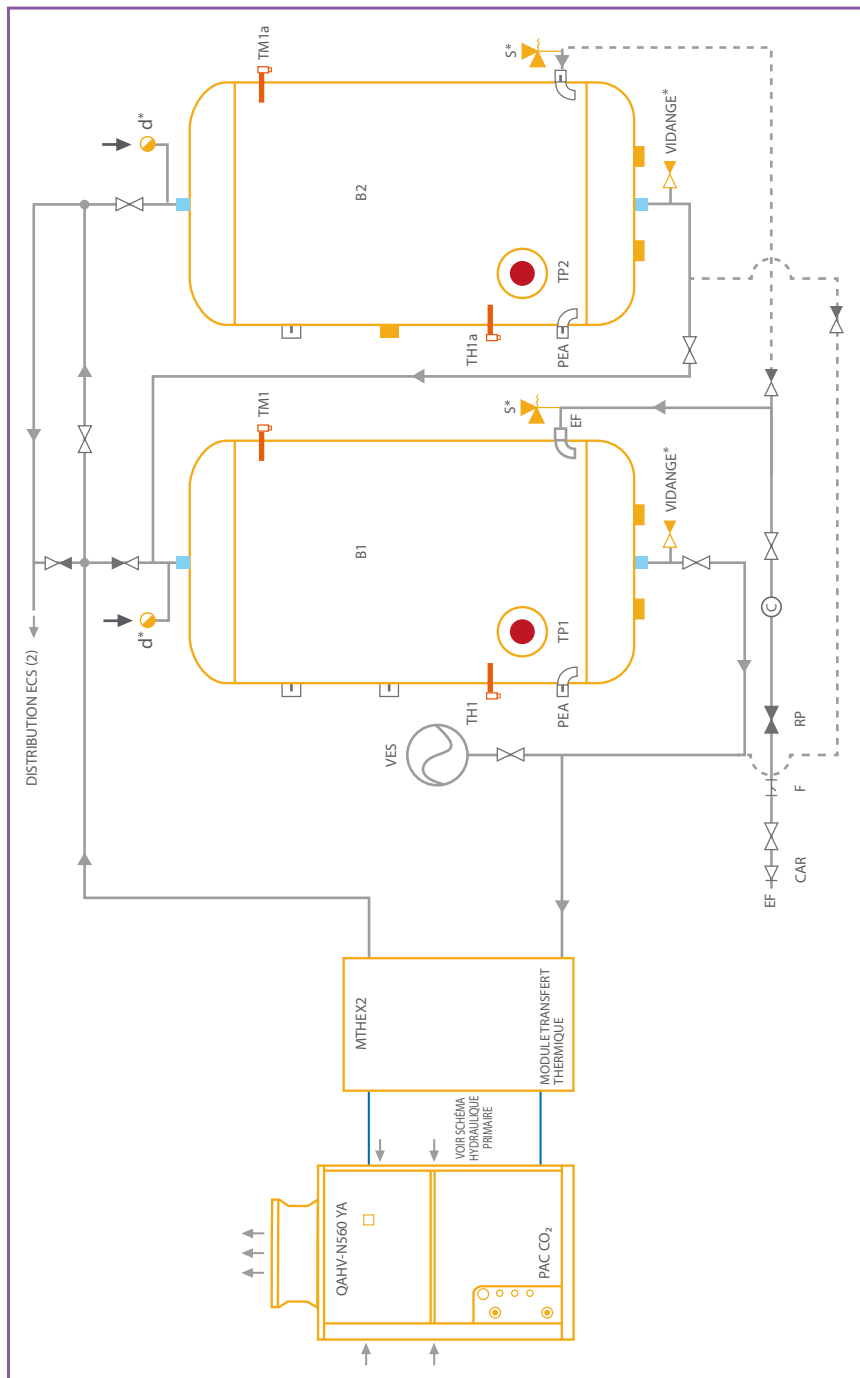 DISTRIBUTION ECS (2)
d*
d*
TM1
TM1a
B1
B2
S*
S*
EF
TH1
TH1a
PEA
PEA
TP1
TP2
VIDANGE*
VIDANGE*
VES
EF
CAR
F
RP
C
MTHEX2
MODULE TRANSFERT
THERMIQUE
VOIR SCHÉMA
HYDRAULIQUE
PRIMAIRE
QAHV-N560 YA
PAC CO₂